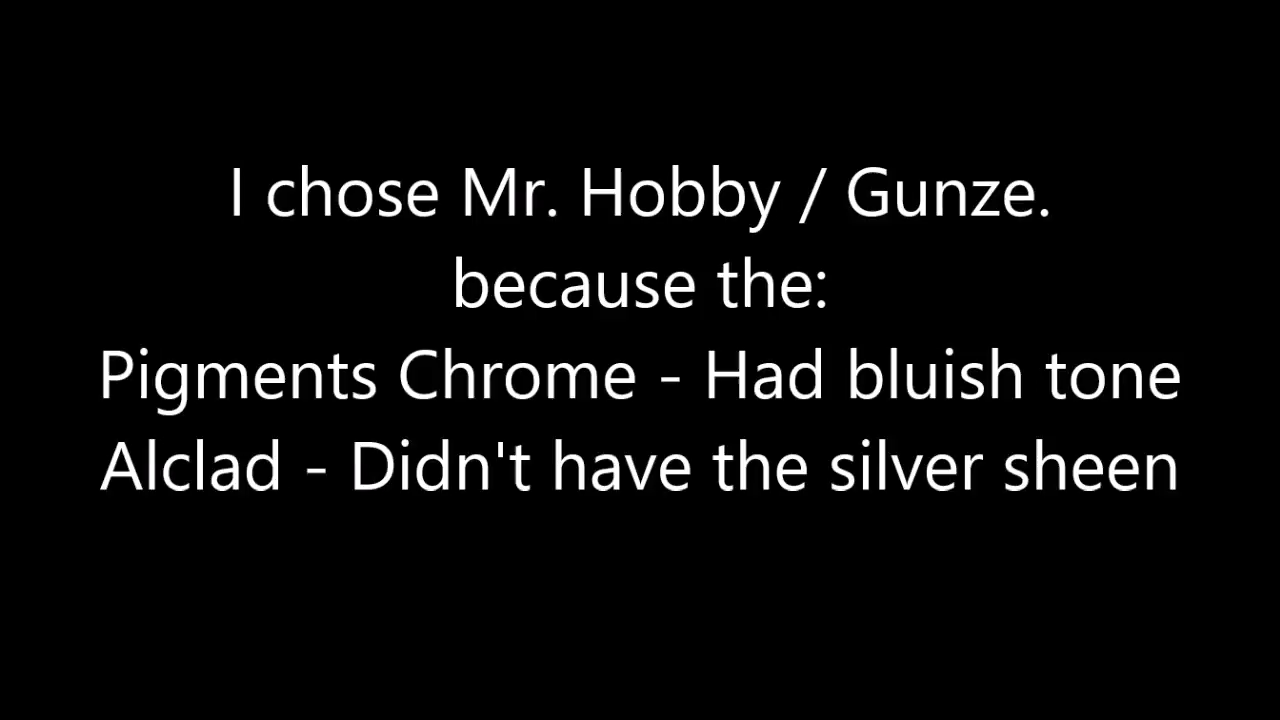 I chose Mr. Hobby / Gunze.
because the:
Pigments Chrome - Had bluish tone
Alclad - Didn't have the silver sheen